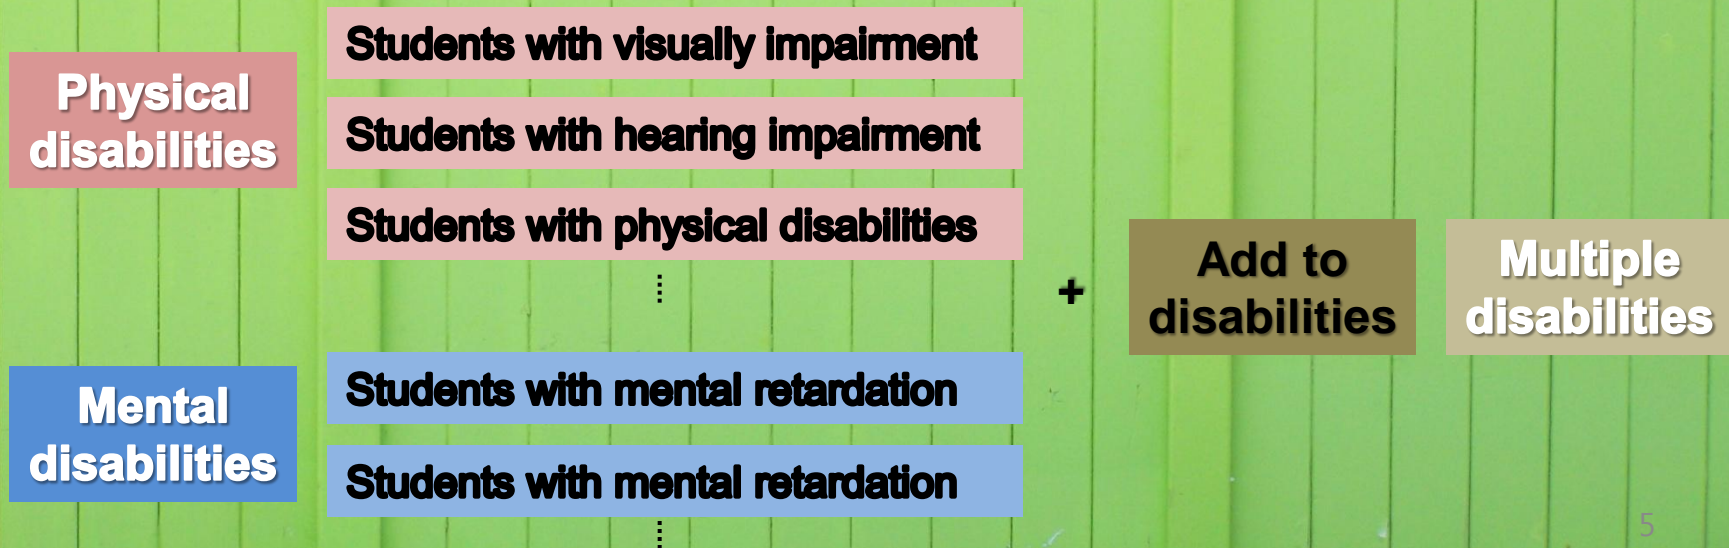 Physical
disabilities
Students with visually impairment
Students with hearing impairment
Students with physical disabilities
+
Add to
disabilities
Multiple
disabilities
Mental
disabilities
Students with mental retardation
Students with mental retardation
5